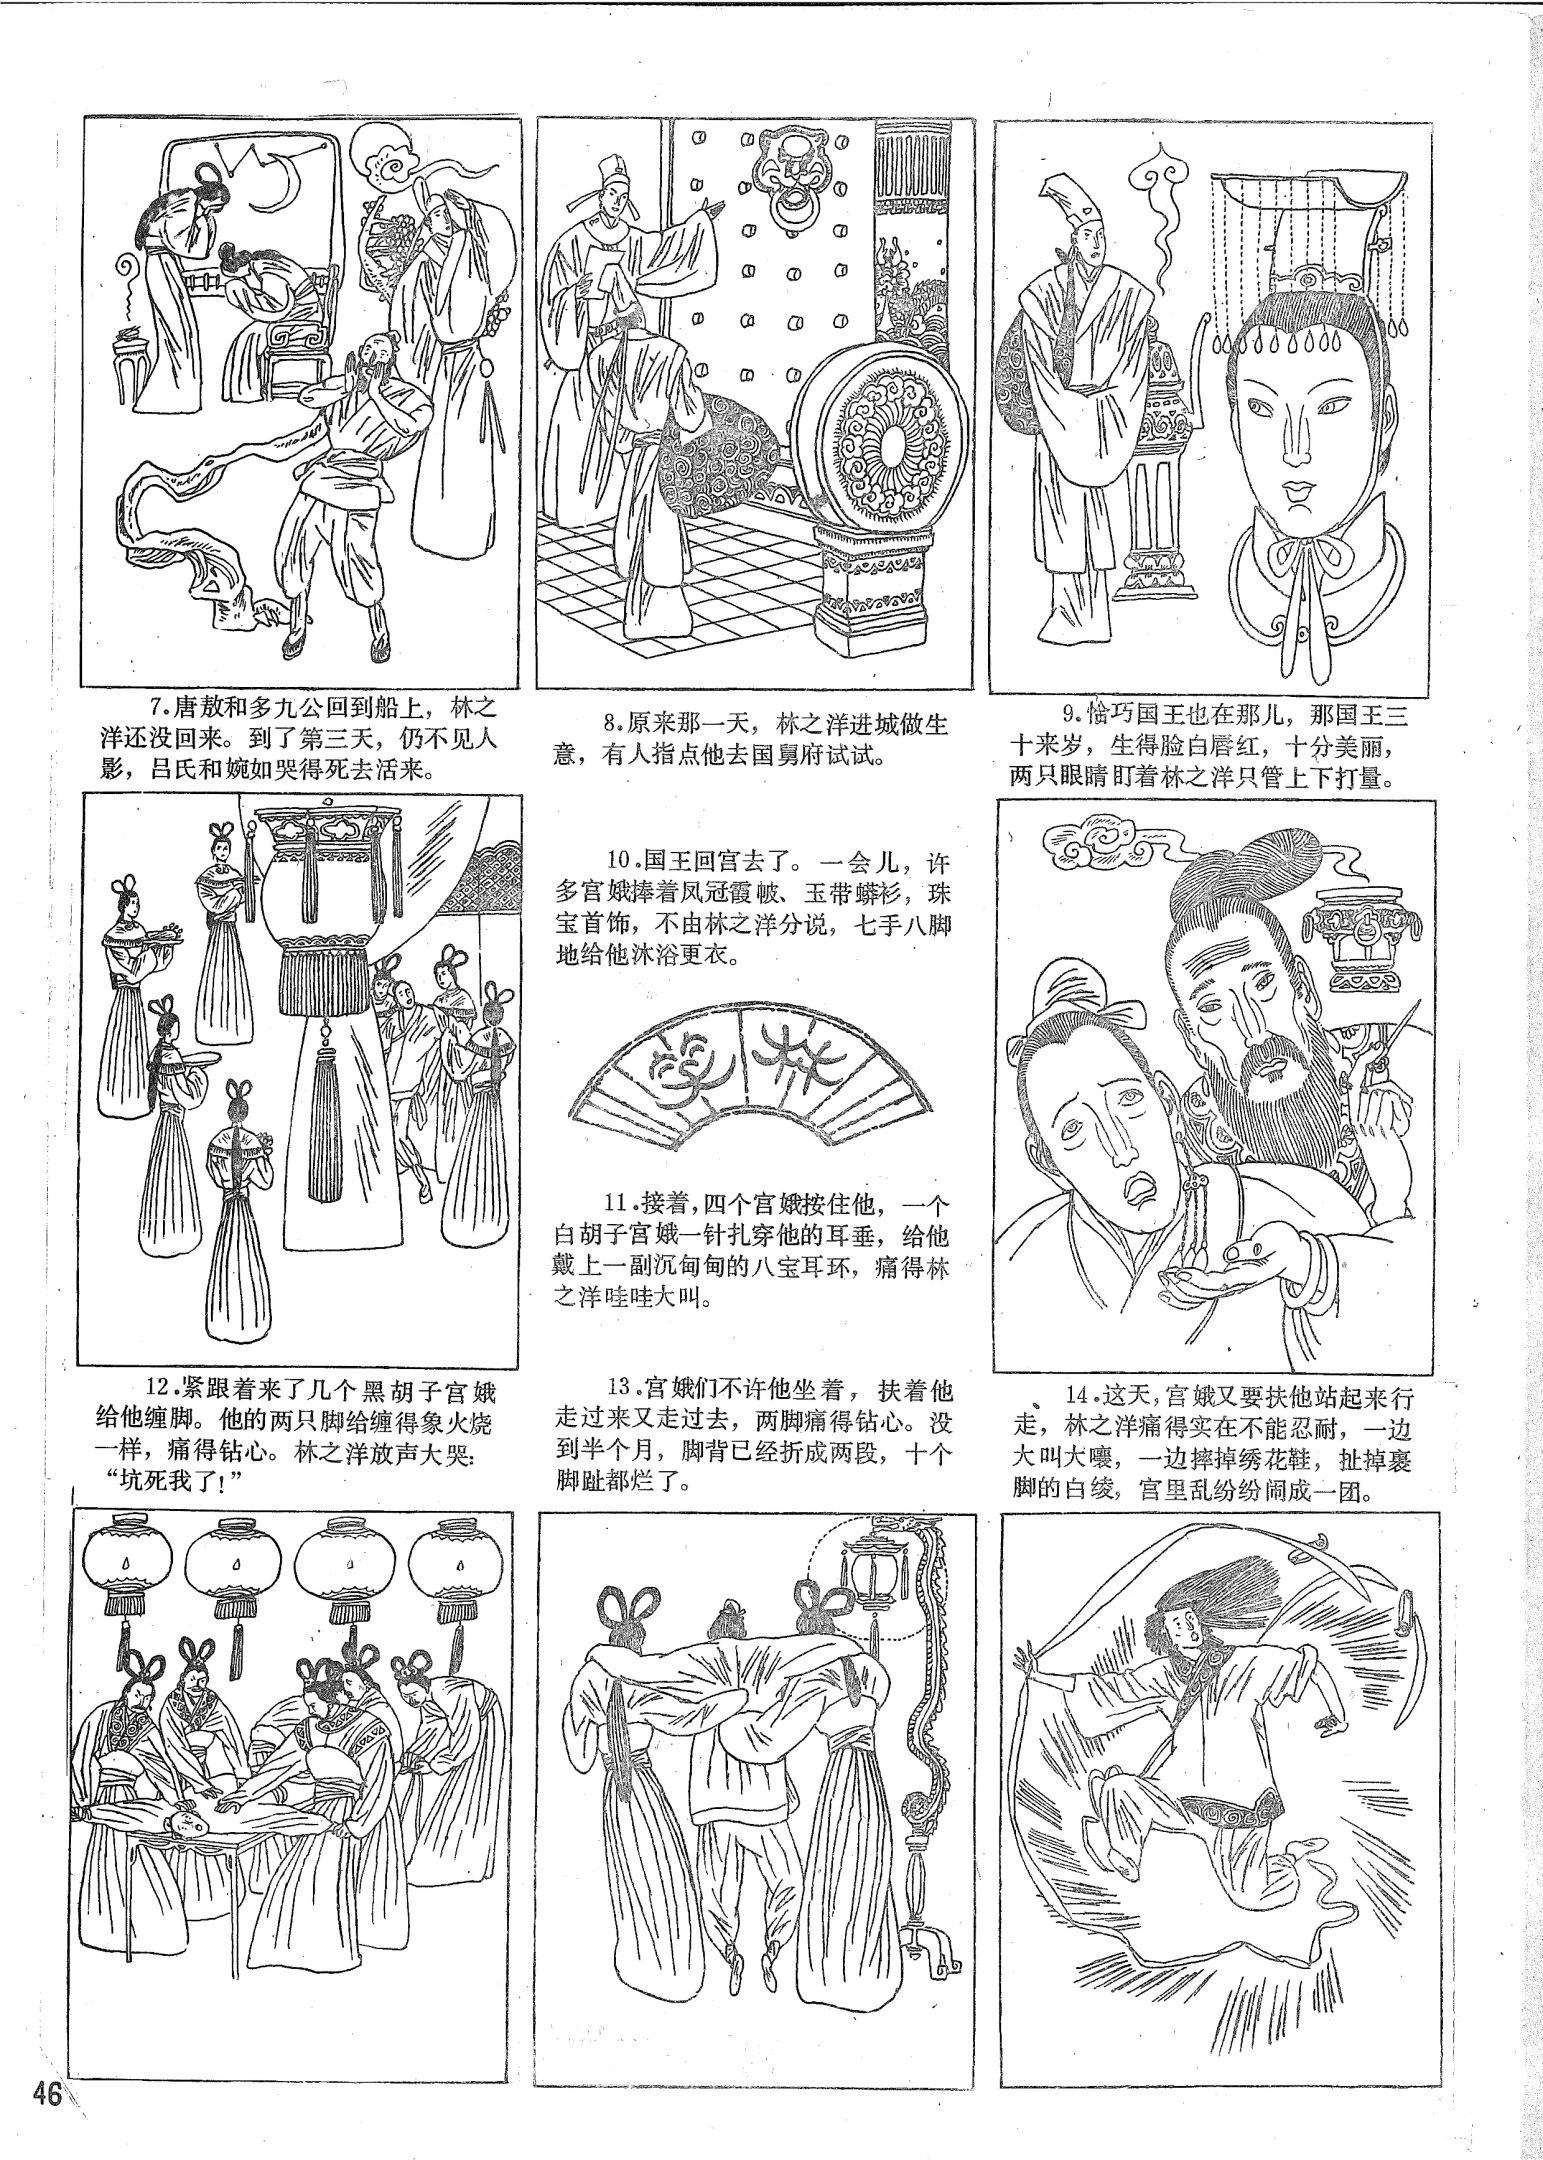 7.唐敖和多九公回到船上，林之
洋还没回来。到了第三天，仍不见人
影，吕氏和婉如哭得死去活来。
8.原来那一天，林之洋进城做生
意，有人指点他去国舅府试试。
9.恰巧国王也在那儿，那国王三
十来岁，生得脸白唇红，十分美丽，
两只眼睛盯着林之洋只管上下打量。
10.国王回宫去了。一会儿，许
多宫娥捧着凤冠霞帔、玉带蟒衫，珠
宝首饰，不由林之洋分说，七手八脚
地给他沐浴更衣。
笑林
11.接着，四个宫娥按住他，一个
白胡子宫娥一针扎穿他的耳垂，给他
戴上一副沉甸甸的八宝耳环，痛得林
之洋哇哇大叫。
12.紧跟着来了几个黑胡子宫娥
给他缠脚。他的两只脚给缠得象火烧
一样，痛得钻心。林之洋放声大哭：
“坑死我了！”
13.宫娥们不许他坐着，扶着他
走过来又走过去，两脚痛得钻心。没
到半个月，脚背已经折成两段，十个
脚趾都烂了。
14.这天，宫娥又要扶他站起来行
走，林之洋痛得实在不能忍耐，一边
大叫大嚷，一边摔掉绣花鞋，扯掉裹
脚的白绫，宫里乱纷纷闹成一团。
46